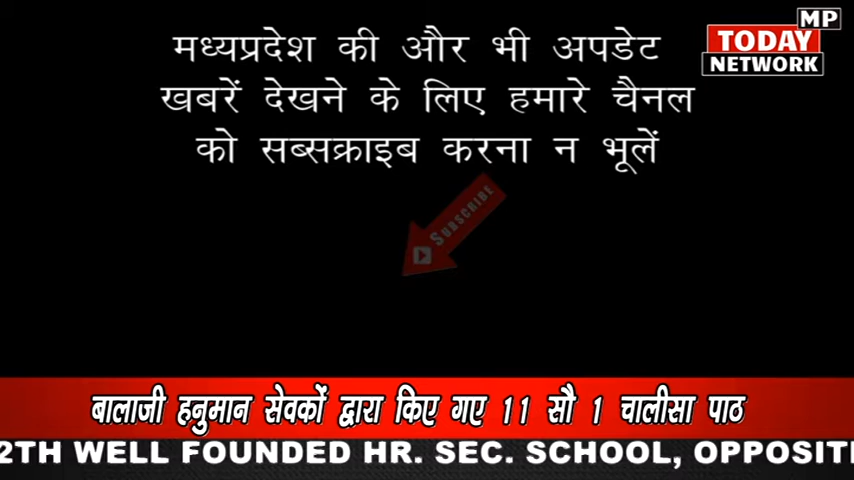 MP
TODAY
NETWORK
मध्यप्रदेश की और भी अपडेट
खबरें देखने के लिए हमारे चैनल
को सब्सक्राइब करना न भूलें
SUBSCRIBE
बालाजी हनुमान सेवकों द्वारा किए गए 11 सौ 1 चालीसा पाठ
2TH WELL FOUNDED HR. SEC. SCHOOL, OPPOSITE